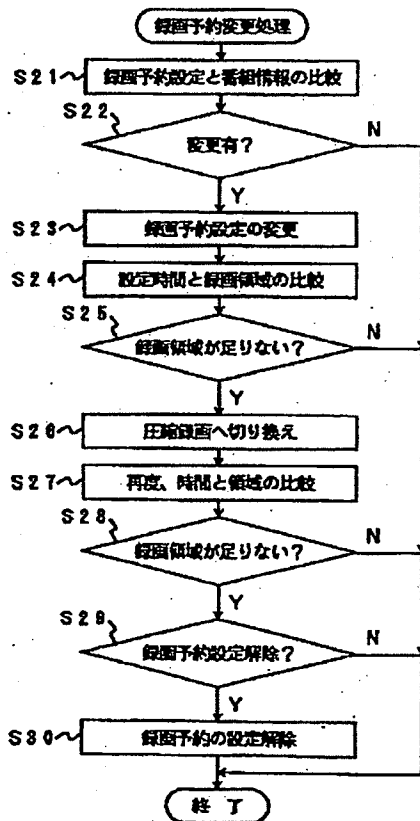 録画予約変更処理
S21 録画予約設定と番組情報の比較
S22
変更有?
N
Y
S23 録画予約設定の変更
S24 設定時間と録画領域の比較
S25
録画領域が足りない?
N
Y
S26 圧縮録画へ切り換え
S27 再度、時間と領域の比較
S28
録画領域が足りない?
N
Y
S29
録画予約設定解除?
N
Y
S30 録画予約の設定解除
終了